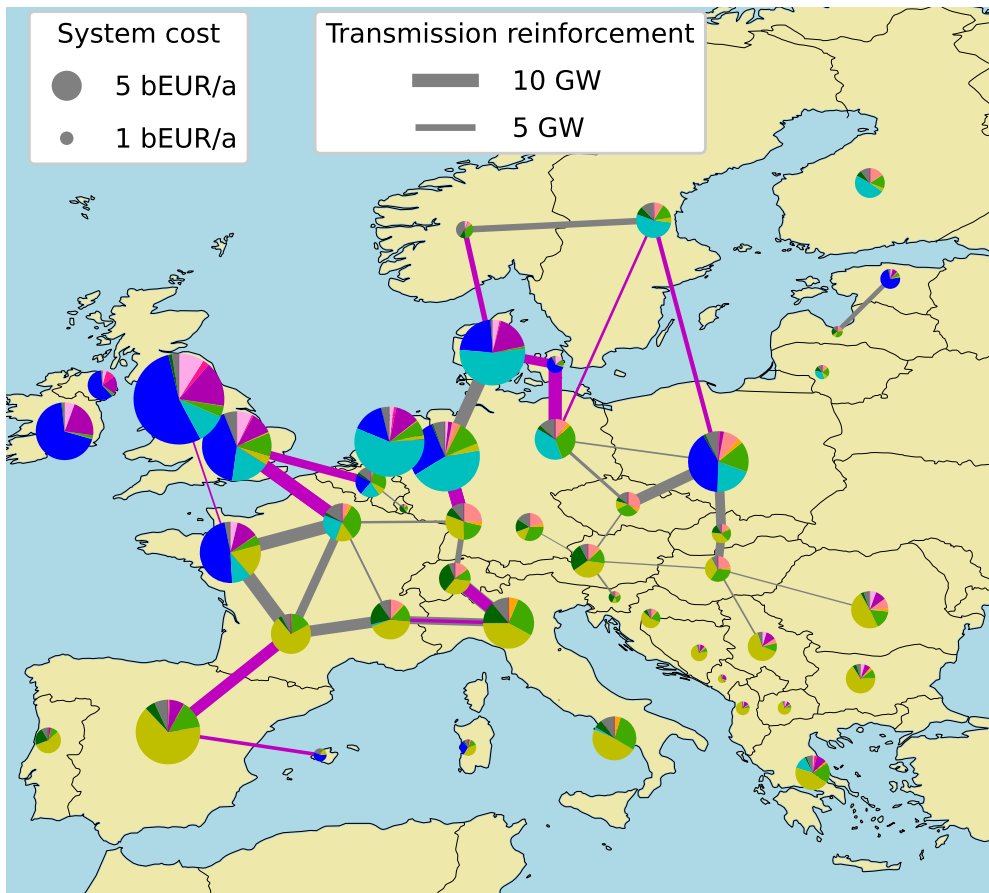 System cost
5 bEUR/a
1 bEUR/a
Transmission reinforcement
10 GW
5 GW